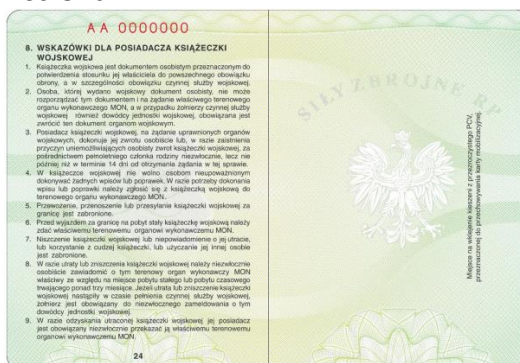 AA 0000000
8. WSKAZÓWKI DLA POSIADACZA KSIĄŻECZKI
WOJSKOWEJ
1. Książeczka wojskowa jest dokumentem osobistym przeznaczonym do
potwierdzenia stosunku jej właściciela do powszechnego obowiązku
obrony, a w szczególności obowiązku czynnej służby wojskowej.
2. Osoba, której wydano wojskowy dokument osobisty, nie może
rozporządzać tym dokumentem i na żądanie właściwego terenowego
organu wykonawczego MON, a w przypadku żołnierzy czynnej służby
wojskowej również dowódcy jednostki wojskowej, obowiązana jest
zwrócić ten dokument organom wojskowym.
3. Posiadacz książeczki wojskowej, na żądanie uprawnionych organów
wojskowych, dokonuje jej zwrotu osobiście lub, w razie zaistnienia
przyczyn uniemożliwiających osobisty zwrot książeczki wojskowej, za
pośrednictwem pełnoletniego członka rodziny niezwłocznie, lecz nie
później niż w terminie 14 dni od otrzymania żądania w tej sprawie.
4. W książeczce wojskowej nie wolno osobom nieupoważnionym
dokonywać żadnych wpisów lub poprawek. W razie potrzeby dokonania
wpisu lub poprawki należy zgłosić się z książeczką wojskową do
terenowego organu wykonawczego MON.
5. Przewożenie, przenoszenie lub przesyłanie książeczki wojskowej za
granicę jest zabronione.
6. Przed wyjazdem za granicę na pobyt stały książeczkę wojskową należy
zdać właściwemu terenowemu organowi wykonawczemu MON.
7. Niszczenie książeczki wojskowej lub niepowiadomienie o jej utracie,
lub korzystanie z cudzej książeczki, lub użyczanie jej innej osobie
jest zabronione.
8. W razie utraty lub zniszczenia książeczki wojskowej należy niezwłocznie
osobiście zawiadomić o tym terenowy organ wykonawczy MON
właściwy ze względu na miejsce pobytu stałego lub pobytu czasowego
trwającego ponad trzy miesiące. Jeżeli utrata lub zniszczenie książeczki
wojskowej nastąpiły w czasie pełnienia czynnej służby wojskowej,
żołnierz jest obowiązany do niezwłocznego zameldowania o tym
dowódcy jednostki wojskowej.
9. W razie odzyskania utraconej książeczki wojskowej jej posiadacz
jest obowiązany niezwłocznie przekazać ją właściwemu terenowemu
organowi wykonawczemu MON.
24
SIŁY ZBROJNE RP
Miejsce na wklejenie kieszeni z przezroczystego PCV,
przeznaczonej do przechowywania karty mobilizacyjnej.